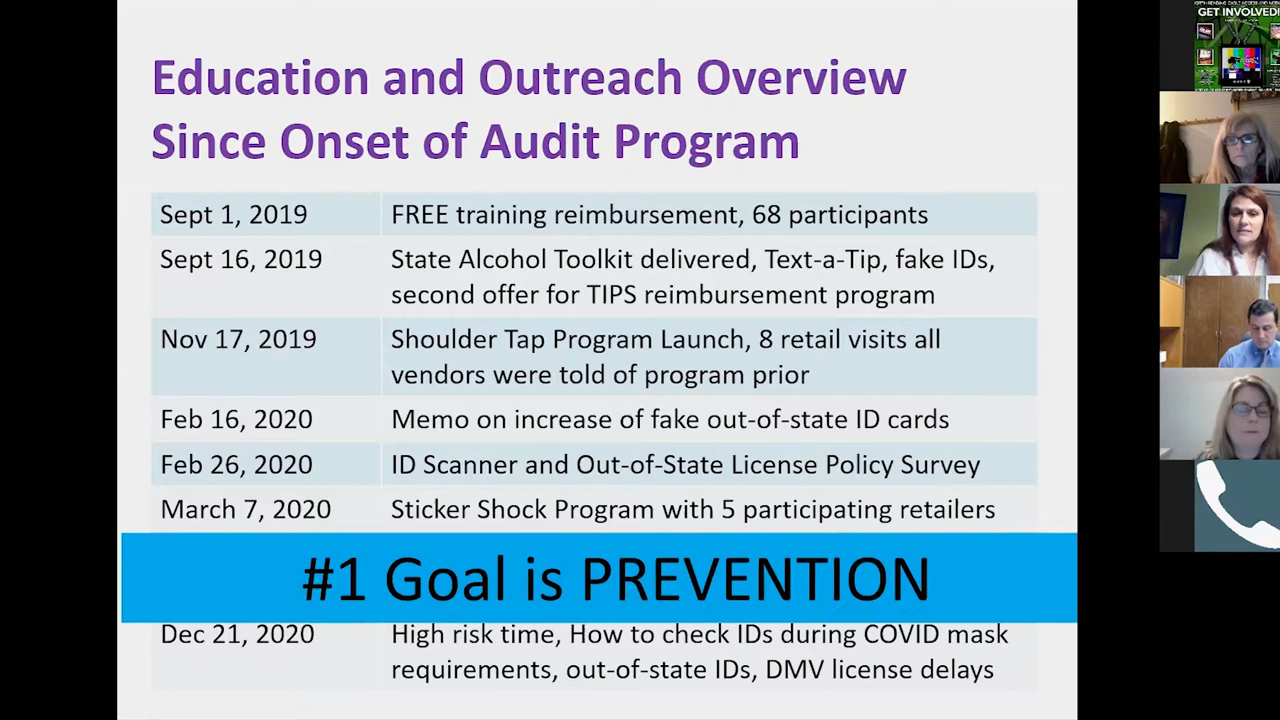 Education and Outreach Overview
Since Onset of Audit Program
Sept 1, 2019 FREE training reimbursement, 68 participants
Sept 16, 2019 State Alcohol Toolkit delivered, Text-a-Tip, fake IDs,
second offer for TIPS reimbursement program
Nov 17, 2019 Shoulder Tap Program Launch, 8 retail visits all
vendors were told of program prior
Feb 16, 2020 Memo on increase of fake out-of-state ID cards
Feb 26, 2020 ID Scanner and Out-of-State License Policy Survey
March 7, 2020 Sticker Shock Program with 5 participating retailers
#1 Goal is PREVENTION
Dec 21, 2020 High risk time, How to check IDs during COVID mask
requirements, out-of-state IDs, DMV license delays
GET INVOLVED!